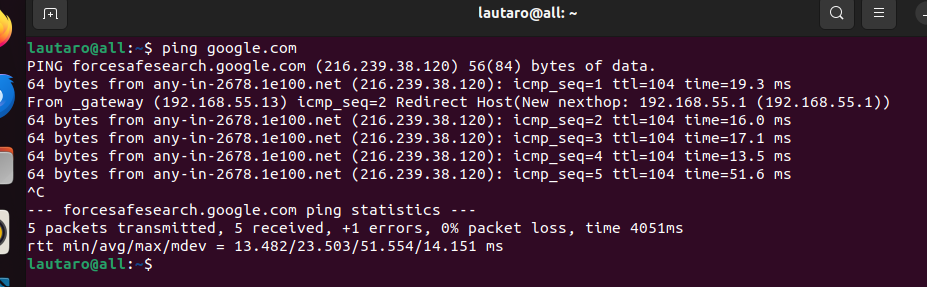 lautaro@all: ~
lautaro@all:~$ ping google.com
PING forcesafesearch.google.com (216.239.38.120) 56(84) bytes of data.
64 bytes from any-in-2678.1e100.net (216.239.38.120): icmp_seq=1 ttl=104 time=19.3 ms
From _gateway (192.168.55.13) icmp_seq=2 Redirect Host(New nexthop: 192.168.55.1 (192.168.55.1))
64 bytes from any-in-2678.1e100.net (216.239.38.120): icmp_seq=2 ttl=104 time=16.0 ms
64 bytes from any-in-2678.1e100.net (216.239.38.120): icmp_seq=3 ttl=104 time=17.1 ms
64 bytes from any-in-2678.1e100.net (216.239.38.120): icmp_seq=4 ttl=104 time=13.5 ms
64 bytes from any-in-2678.1e100.net (216.239.38.120): icmp_seq=5 ttl=104 time=51.6 ms
^C
--- forcesafesearch.google.com ping statistics ---
5 packets transmitted, 5 received, +1 errors, 0% packet loss, time 4051ms
rtt min/avg/max/mdev = 13.482/23.503/51.554/14.151 ms
lautaro@all:~$